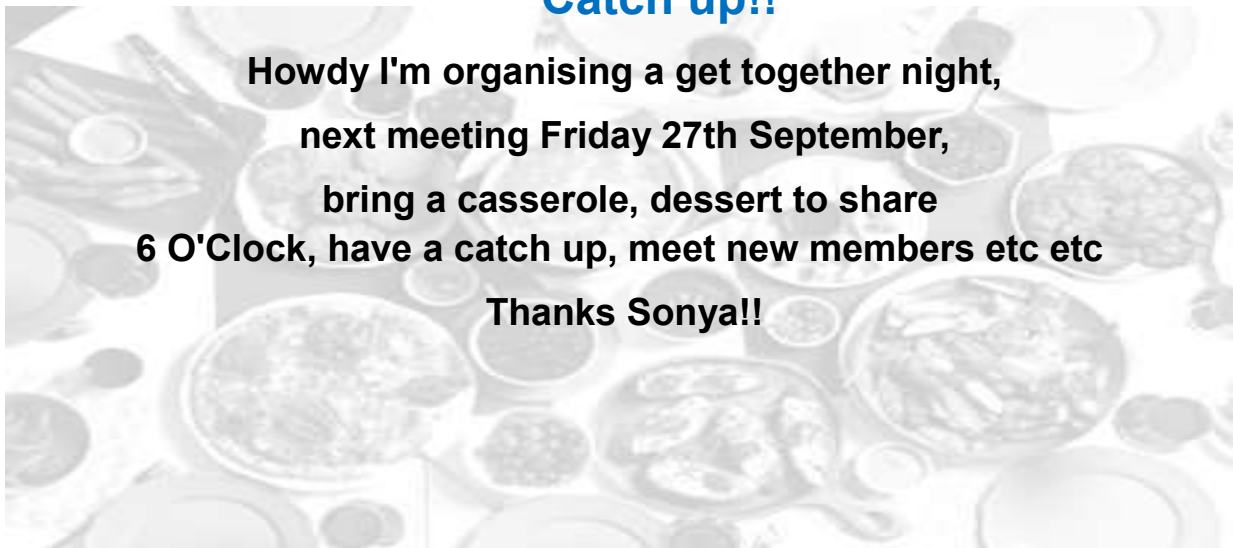 Catch up!!
Howdy I'm organising a get together night,
next meeting Friday 27th September,
bring a casserole, dessert to share
6 O'Clock, have a catch up, meet new members etc etc
Thanks Sonya!!